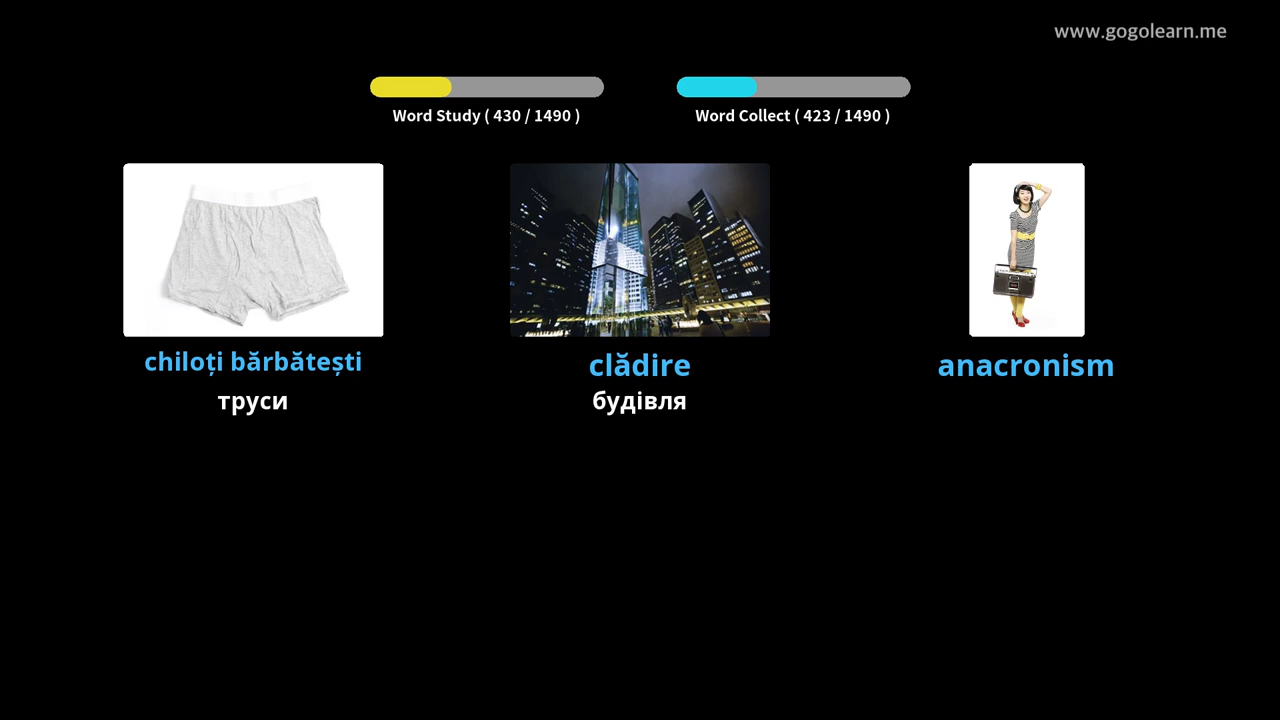 www.gogolearn.me
Word Study ( 430 / 1490 )
Word Collect ( 423 / 1490 )
chiloți bărbătești
clădire
anacronism
труси
будівля